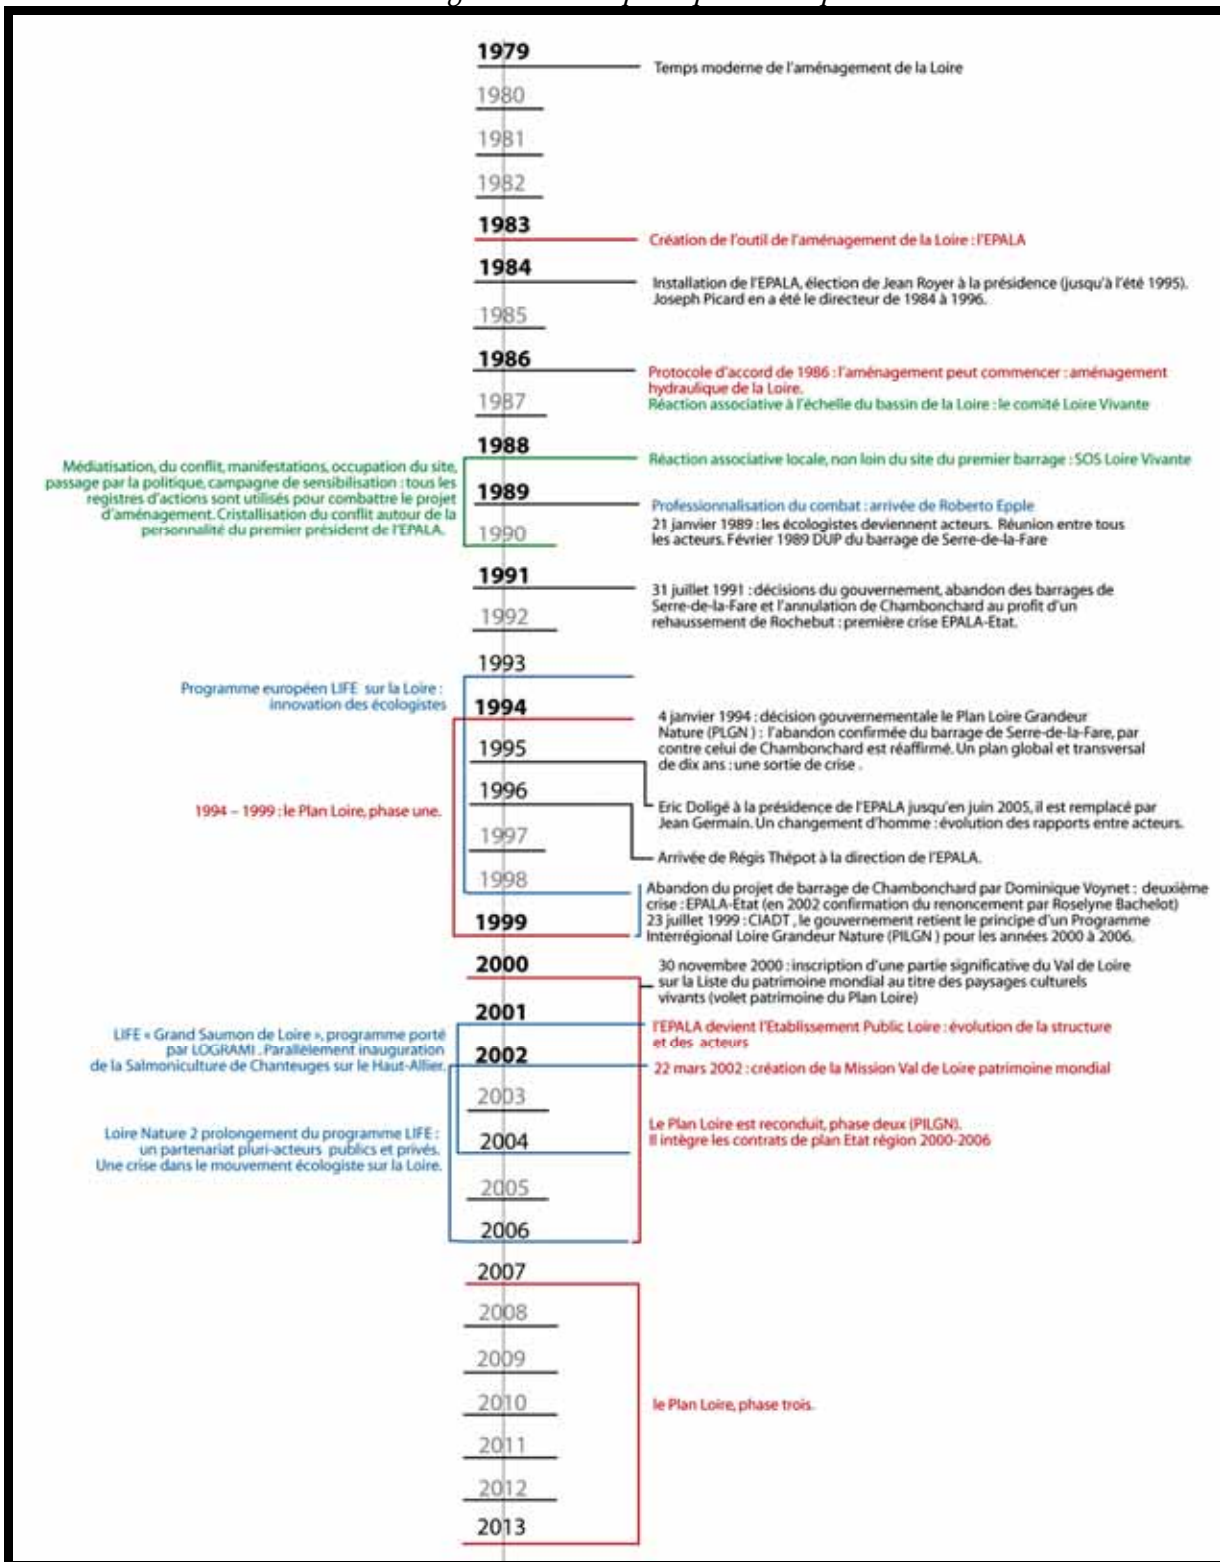 1979
Temps moderne de l'aménagement de la Loire
1980
1981
1982
1983
Création de l'outil de l'aménagement de la Loire : l'EPALA
1984
Installation de l'EPALA, élection de Jean Royer à la présidence (jusqu'à l'été 1995).
Joseph Picard en a été le directeur de 1984 à 1996.
1985
1986
Protocole d'accord de 1986 : l'aménagement peut commencer : aménagement
hydraulique de la Loire.
Réaction associative à l'échelle du bassin de la Loire : le comité Loire Vivante
1987
1988
Réaction associative locale, non loin du site du premier barrage : SOS Loire Vivante
Médiatisation, du conflit, manifestations, occupation du site,
passage par la politique, campagne de sensibilisation : tous les
registres d'actions sont utilisés pour combattre le projet
d'aménagement. Cristallisation du conflit autour de la
personnalité du premier président de l'EPALA.
1989
Professionnalisation du combat : arrivée de Roberto Epple
21 janvier 1989 : les écologistes deviennent acteurs. Réunion entre tous
les acteurs. Février 1989 DUP du barrage de Serre-de-la-Fare
1990
1991
31 juillet 1991 : décisions du gouvernement, abandon des barrages de
Serre-de-la-Fare et l'annulation de Chambonchard au profit d'un
rehaussement de Rochebut : première crise EPALA-Etat.
1992
1993
Programme européen LIFE sur la Loire :
innovation des écologistes
1994
4 janvier 1994 : décision gouvernementale le Plan Loire Grandeur
Nature (PLGN ) : l'abandon confirmée du barrage de Serre-de-la-Fare, par
contre celui de Chambonchard est réaffirmé. Un plan global et transversal
de dix ans : une sortie de crise .
1995
Eric Doligé à la présidence de l'EPALA jusqu'en juin 2005, il est remplacé par
Jean Germain. Un changement d'homme : évolution des rapports entre acteurs.
1996
1994 – 1999 : le Plan Loire, phase une.
1997
Arrivée de Régis Thépot à la direction de l'EPALA.
1998
Abandon du projet de barrage de Chambonchard par Dominique Voynet : deuxième
crise : EPALA-Etat (en 2002 confirmation du renoncement par Roselyne Bachelot)
1999
23 juillet 1999 : CIADT , le gouvernement retient le principe d'un Programme
Interrégional Loire Grandeur Nature (PILGN ) pour les années 2000 à 2006.
2000
30 novembre 2000 : inscription d'une partie significative du Val de Loire
sur la Liste du patrimoine mondial au titre des paysages culturels
vivants (volet patrimoine du Plan Loire)
2001
l'EPALA devient l'Etablissement Public Loire : évolution de la structure
et des acteurs
LIFE « Grand Saumon de Loire », programme porté
par LOGRAMI . Parallèlement inauguration
de la Salmoniculture de Chanteuges sur le Haut-Allier.
2002
22 mars 2002 : création de la Mission Val de Loire patrimoine mondial
2003
Le Plan Loire est reconduit, phase deux (PILGN).
Il intègre les contrats de plan Etat région 2000-2006
Loire Nature 2 prolongement du programme LIFE :
un partenariat pluri-acteurs publics et privés.
Une crise dans le mouvement écologiste sur la Loire.
2004
2005
2006
2007
2008
2009
2010
le Plan Loire, phase trois.
2011
2012
2013